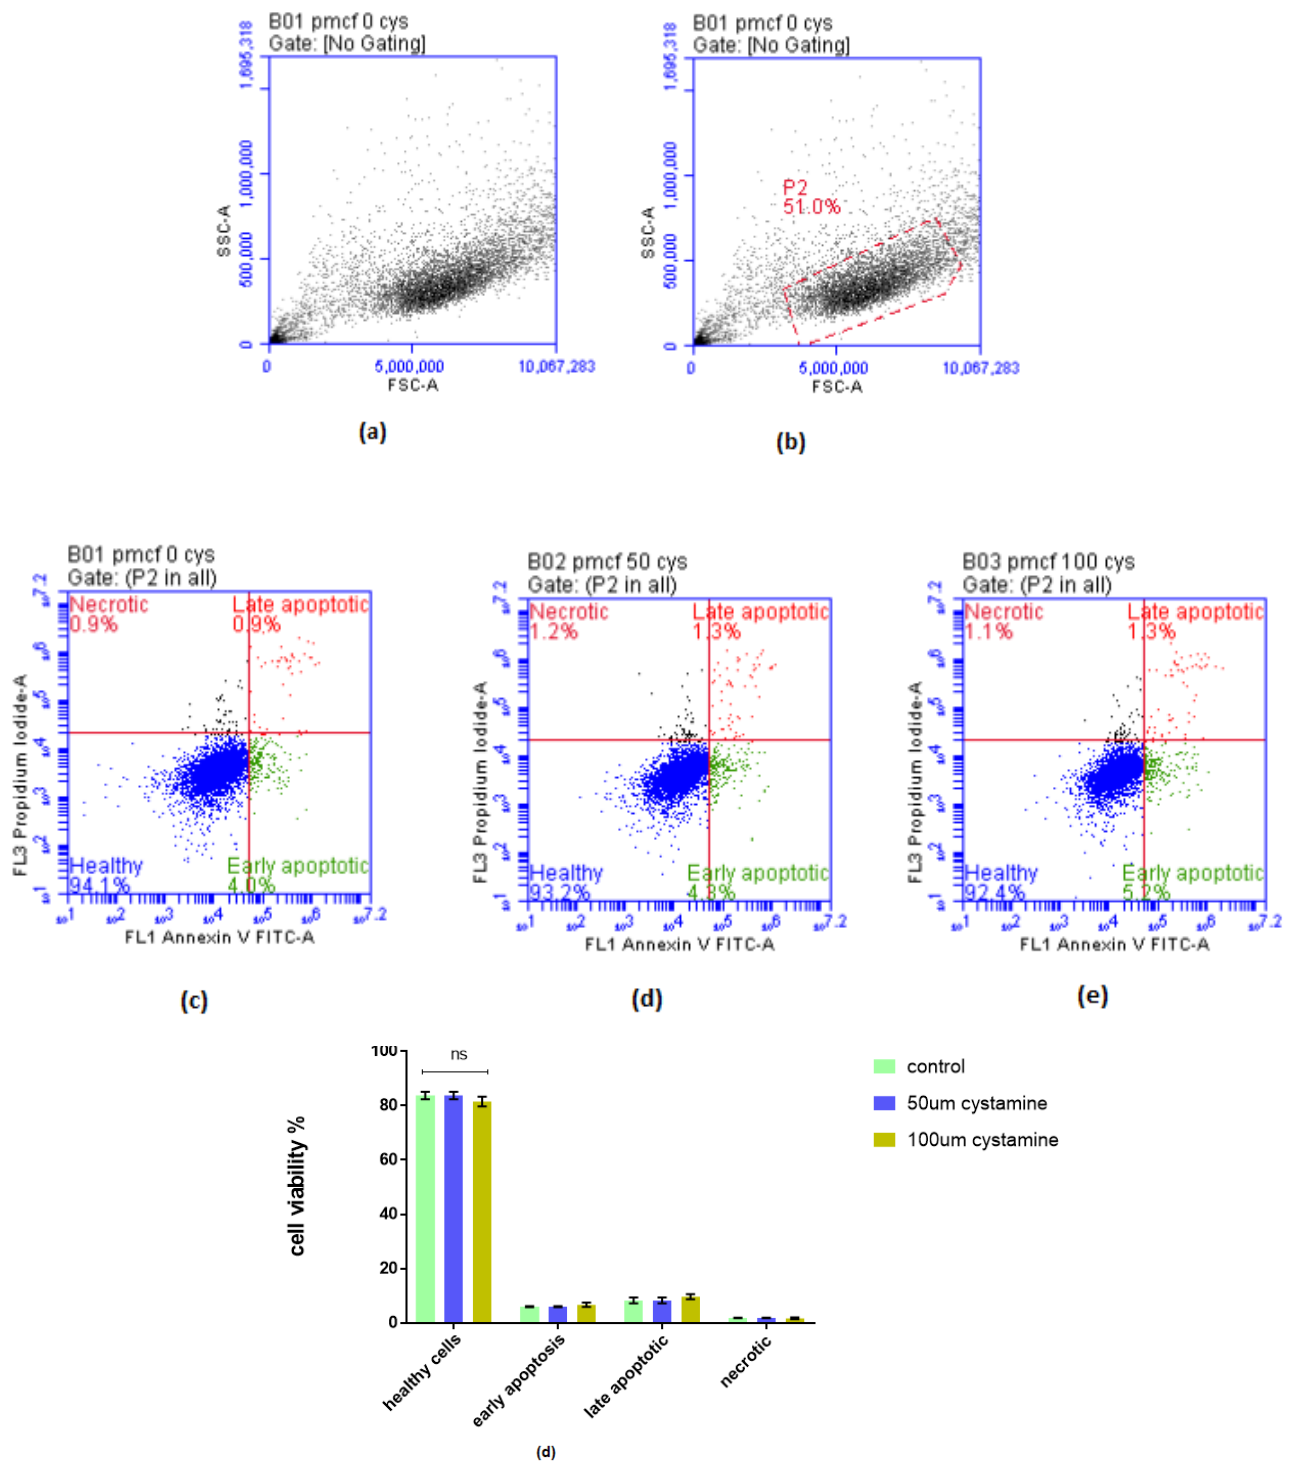 B01 pmcf 0 cys
Gate: [No Gating]
1,695,318
1,000,000
500,000
0
SSC-A
0
5,000,000
10,067,283
FSC-A
(a)
B01 pmcf 0 cys
Gate: [No Gating]
1,695,318
1,000,000
500,000
0
SSC-A
P2
51.0%
0
5,000,000
10,067,283
FSC-A
(b)
B01 pmcf 0 cys
Gate: (P2 in all)
Necrotic
0.9%
Late apoptotic
0.9%
Healthy
94.1%
Early apoptotic
4.0%
FL3 Propidium Iodide-A
FL1 Annexin V FITC-A
(c)
B02 pmcf 50 cys
Gate: (P2 in all)
Necrotic
1.2%
Late apoptotic
1.3%
Healthy
93.2%
Early apoptotic
4.3%
FL3 Propidium Iodide-A
FL1 Annexin V FITC-A
(d)
B03 pmcf 100 cys
Gate: (P2 in all)
Necrotic
1.1%
Late apoptotic
1.3%
Healthy
92.4%
Early apoptotic
5.2%
FL3 Propidium Iodide-A
FL1 Annexin V FITC-A
(e)
100
80
60
40
20
0
cell viability %
ns
healthy cells
early apoptosis
late apoptotic
necrotic
control
50um cystamine
100um cystamine
(d)